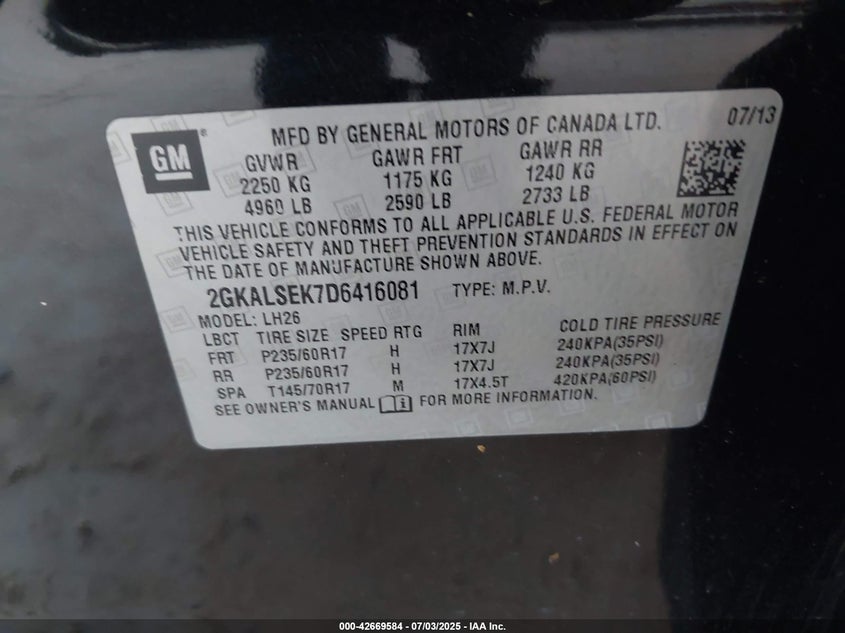 GM
MFD BY GENERAL MOTORS OF CANADA LTD. 07/13
GVWR GAWR FRT GAWR RR
2250 KG 1175 KG 1240 KG
4960 LB 2590 LB 2733 LB
THIS VEHICLE CONFORMS TO ALL APPLICABLE U.S. FEDERAL MOTOR
VEHICLE SAFETY AND THEFT PREVENTION STANDARDS IN EFFECT ON
THE DATE OF MANUFACTURE SHOWN ABOVE.
2GKALSEK7D6416081 TYPE: M.P.V.
MODEL: LH26
LBCT TIRE SIZE SPEED RTG RIM COLD TIRE PRESSURE
FRT P235/60R17 H 17X7J 240KPA(35PSI)
RR P235/60R17 H 17X7J 240KPA(35PSI)
SPA T145/70R17 M 17X4.5T 420KPA(60PSI)
SEE OWNER'S MANUAL FOR MORE INFORMATION.
000-42669584 / 07/03/2025 - IAA Inc.